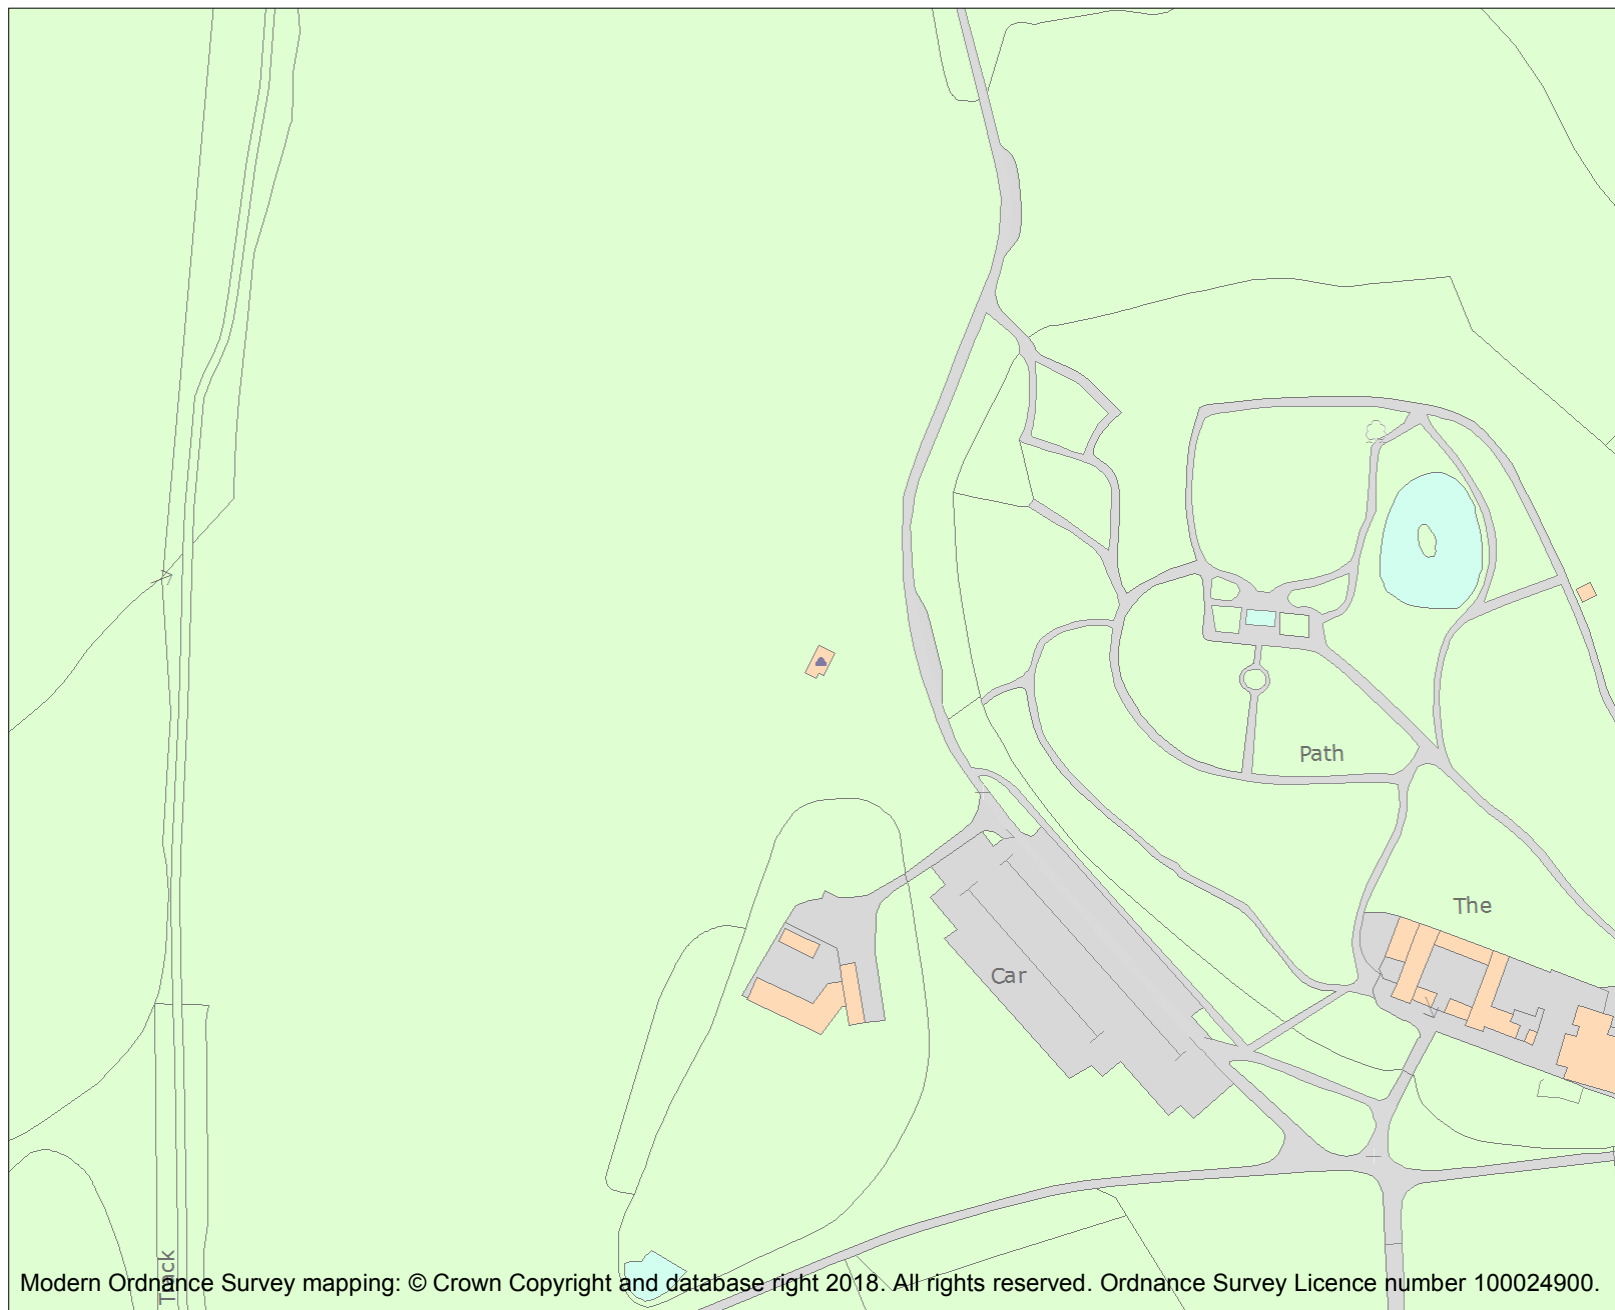 Path
The
Car
Track
Modern Ordnance Survey mapping: © Crown Copyright and database right 2018. All rights reserved. Ordnance Survey Licence number 100024900.